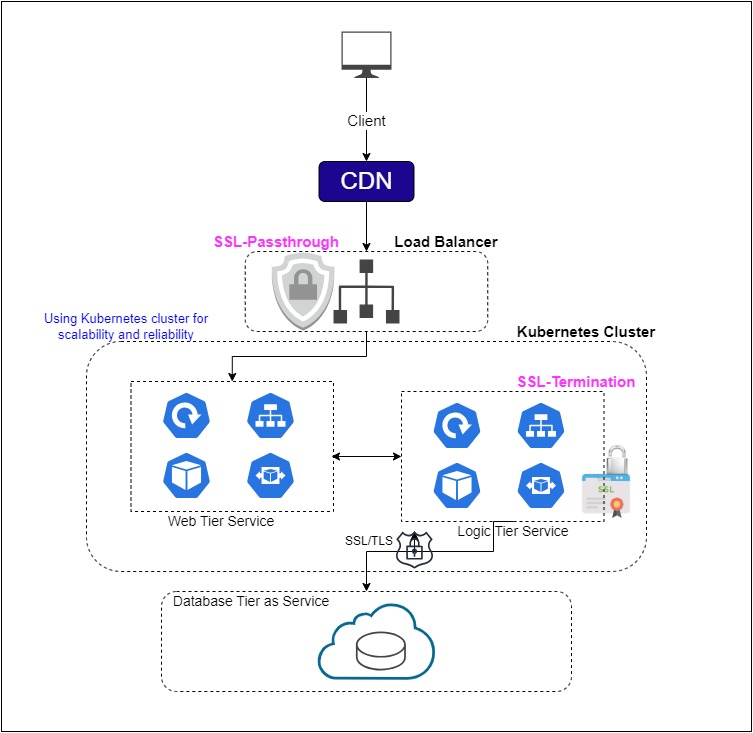 Client
CDN
SSL-Passthrough
Load Balancer
Using Kubernetes cluster for
scalability and reliability
Kubernetes Cluster
SSL-Termination
SSL
Web Tier Service
Logic Tier Service
SSL/TLS
Database Tier as Service